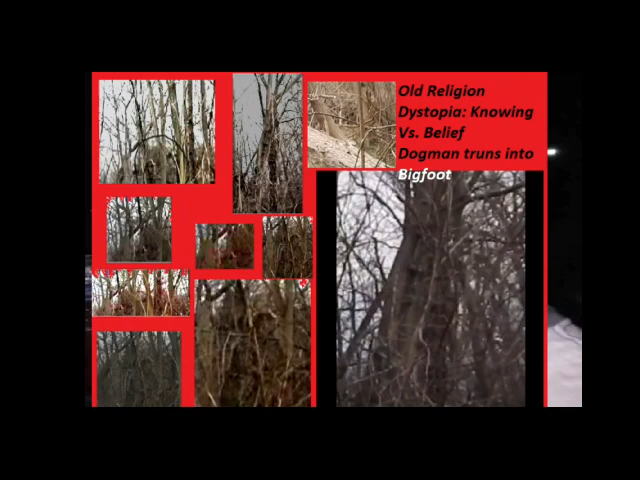 Old Religion
Dystopia: Knowing
Vs. Belief
Dogman truns into
Bigfoot